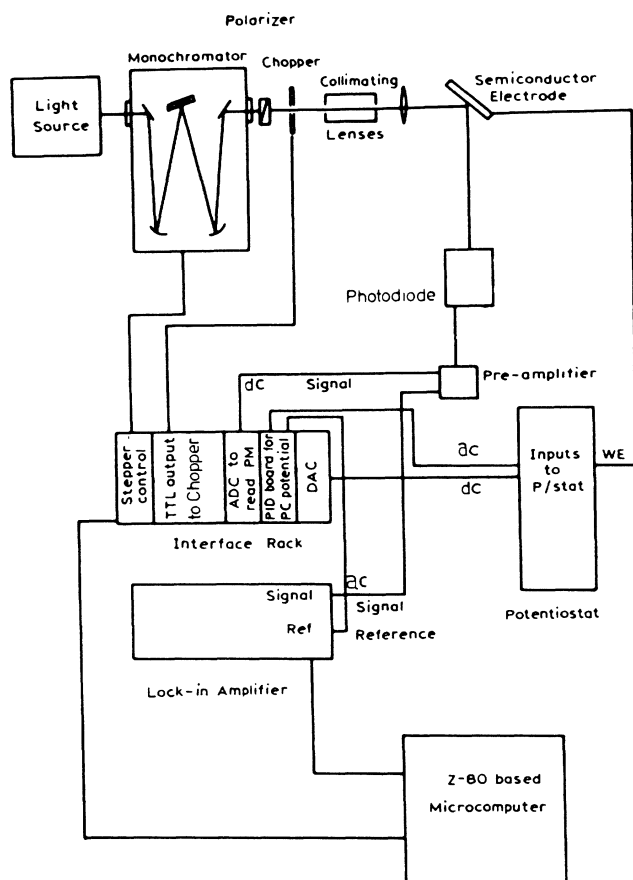 Polarizer
Monochromator
Chopper
Light
Source
Collimating
Lenses
Semiconductor
Electrode
Photodiode
Pre-amplifier
dc Signal
Stepper
control
TTL output
to Chopper
ADC to
read PM
PID board for
PC potential
DAC
Interface Rack
ac
dc
Inputs
to
P/stat
WE
Potentiostat
ac
Signal
Signal
Ref
Reference
Lock-in Amplifier
Z-80 based
Microcomputer